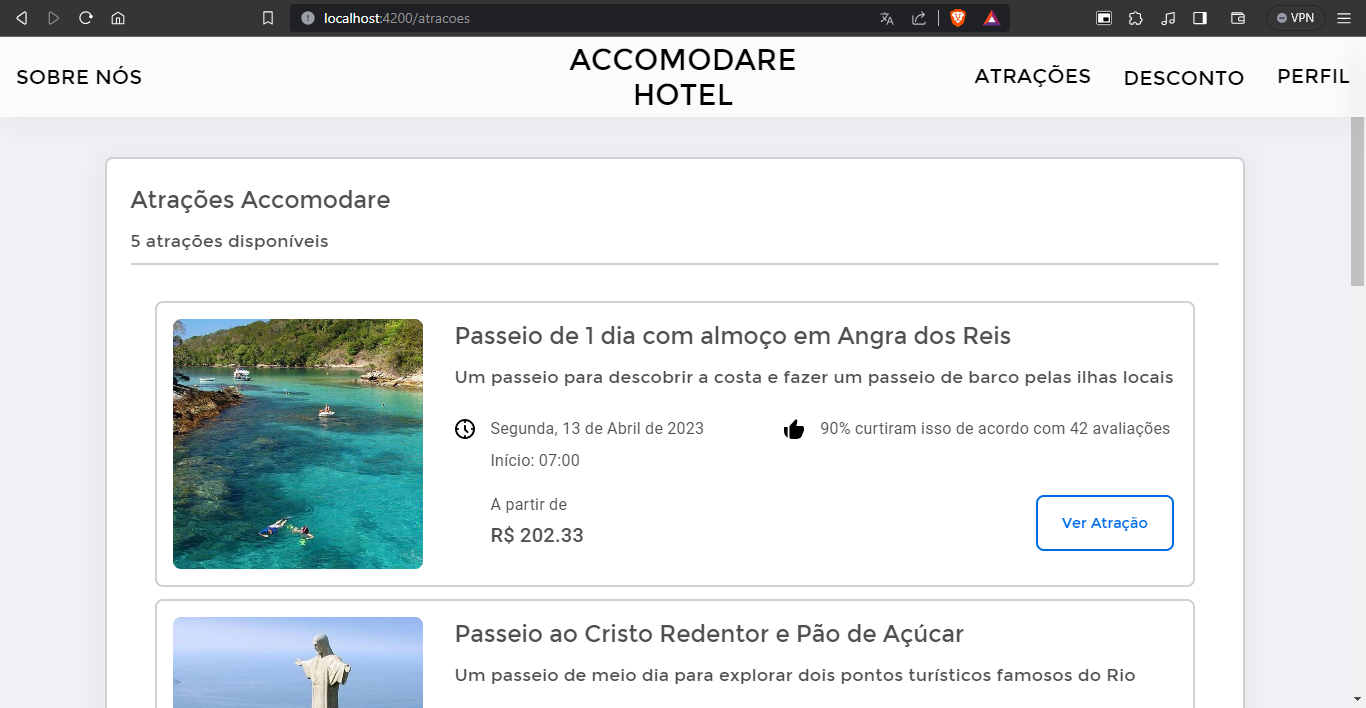 localhost:4200/atracoes
VPN
SOBRE NÓS
ACCOMODARE
HOTEL
ATRAÇÕES
DESCONTO
PERFIL
Atrações Accomodare
5 atrações disponíveis
Passeio de 1 dia com almoço em Angra dos Reis
Um passeio para descobrir a costa e fazer um passeio de barco pelas ilhas locais
Segunda, 13 de Abril de 2023
90% curtiram isso de acordo com 42 avaliações
Início: 07:00
A partir de
R$ 202.33
Ver Atração
Passeio ao Cristo Redentor e Pão de Açúcar
Um passeio de meio dia para explorar dois pontos turísticos famosos do Rio